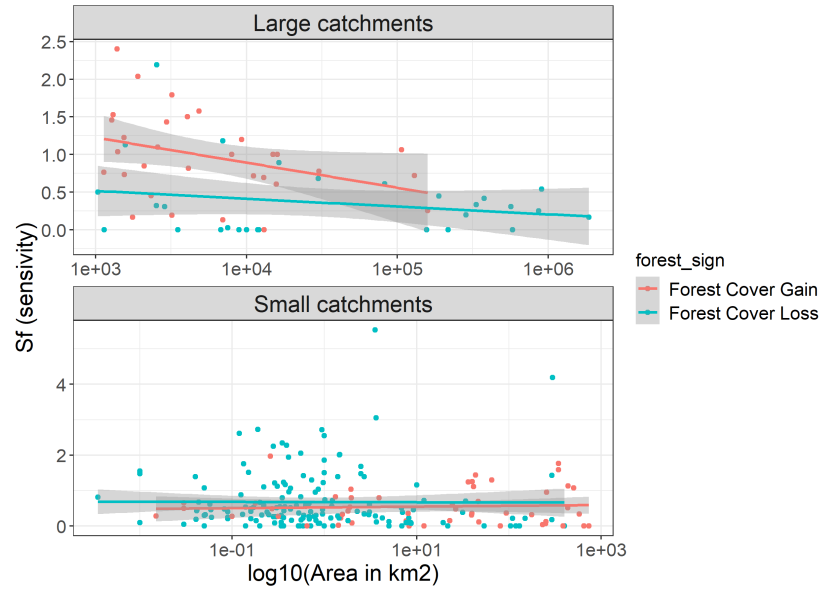 Large catchments
2.5
2.0
1.5
1.0
0.5
0.0
1e+03 1e+04 1e+05 1e+06
Sf (sensivity)
forest_sign
Forest Cover Gain
Forest Cover Loss
Small catchments
4
2
0
1e-01 1e+01 1e+03
log10(Area in km2)